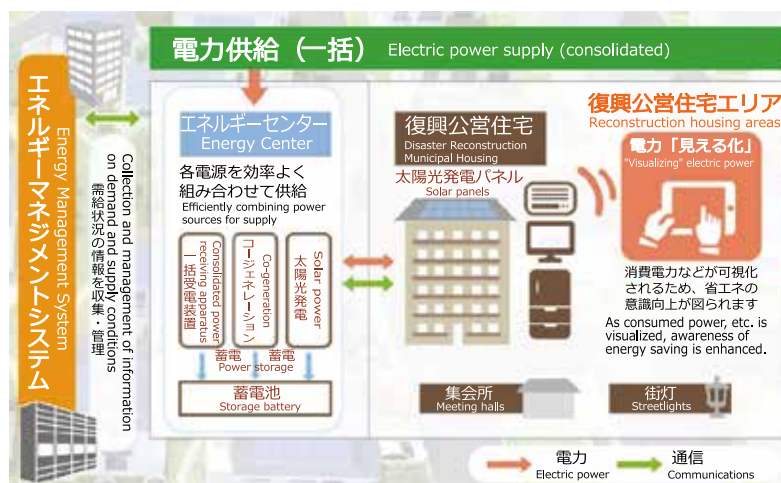 電力供給（一括） Electric power supply (consolidated)
エネルギーマネジメントシステム
Energy Management System
Collection and management of information
on demand and supply conditions
需給状況の情報を収集・管理
エネルギーセンター
Energy Center
各電源を効率よく
組み合わせて供給
Efficiently combining power
sources for supply
Consolidated power
receiving apparatus
一括受電装置
Co-generation
コージェネレーション
Solar power
太陽光発電
蓄電 蓄電
Power storage
蓄電池
Storage battery
復興公営住宅
Disaster Reconstruction
Municipal Housing
太陽光発電パネル
Solar panels
復興公営住宅エリア
Reconstruction housing areas
電力「見える化」
"Visualizing" electric power
消費電力などが可視化
されるため、省エネの
意識向上が図られます
As consumed power, etc. is
visualized, awareness of
energy saving is enhanced.
集会所
Meeting halls
街灯
Streetlights
電力
Electric power
通信
Communications